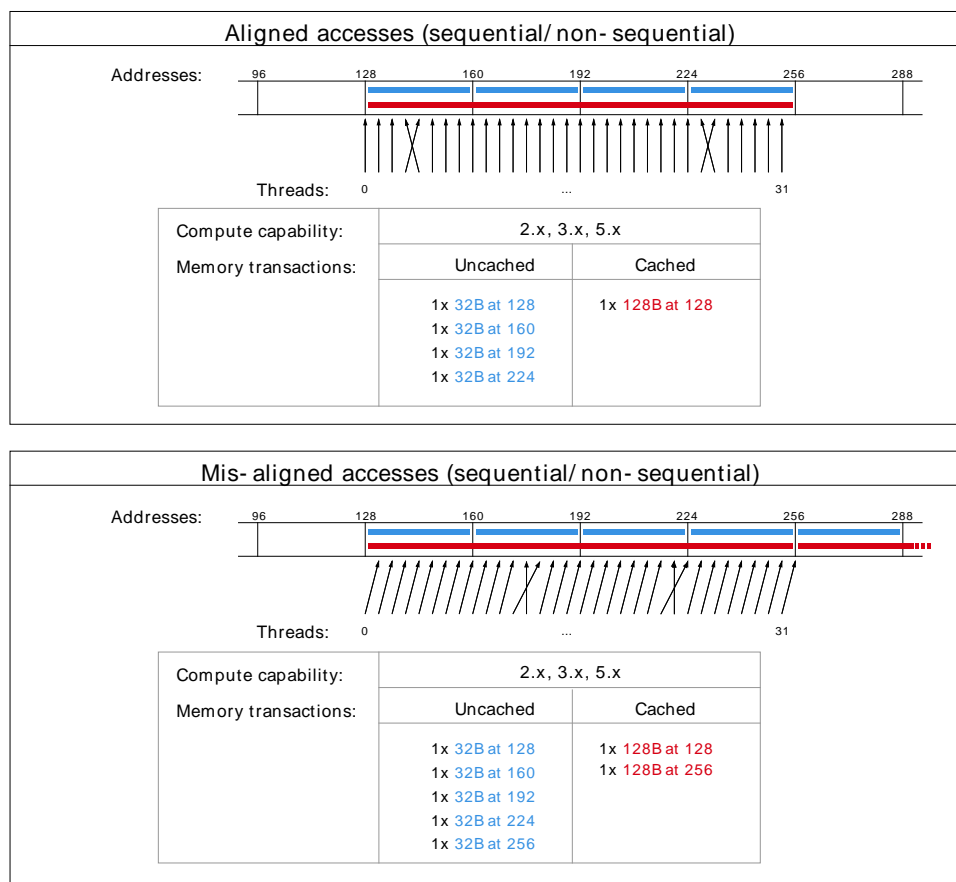 Aligned accesses (sequential/ non- sequential)
Addresses: 96 128 160 192 224 256 288
Threads: 0 ... 31
Compute capability: 2.x, 3.x, 5.x
Memory transactions: Uncached Cached
1x 32B at 128 1x 128B at 128
1x 32B at 160
1x 32B at 192
1x 32B at 224
Mis- aligned accesses (sequential/ non- sequential)
Addresses: 96 128 160 192 224 256 288
Threads: 0 ... 31
Compute capability: 2.x, 3.x, 5.x
Memory transactions: Uncached Cached
1x 32B at 128 1x 128B at 128
1x 32B at 160 1x 128B at 256
1x 32B at 192
1x 32B at 224
1x 32B at 256